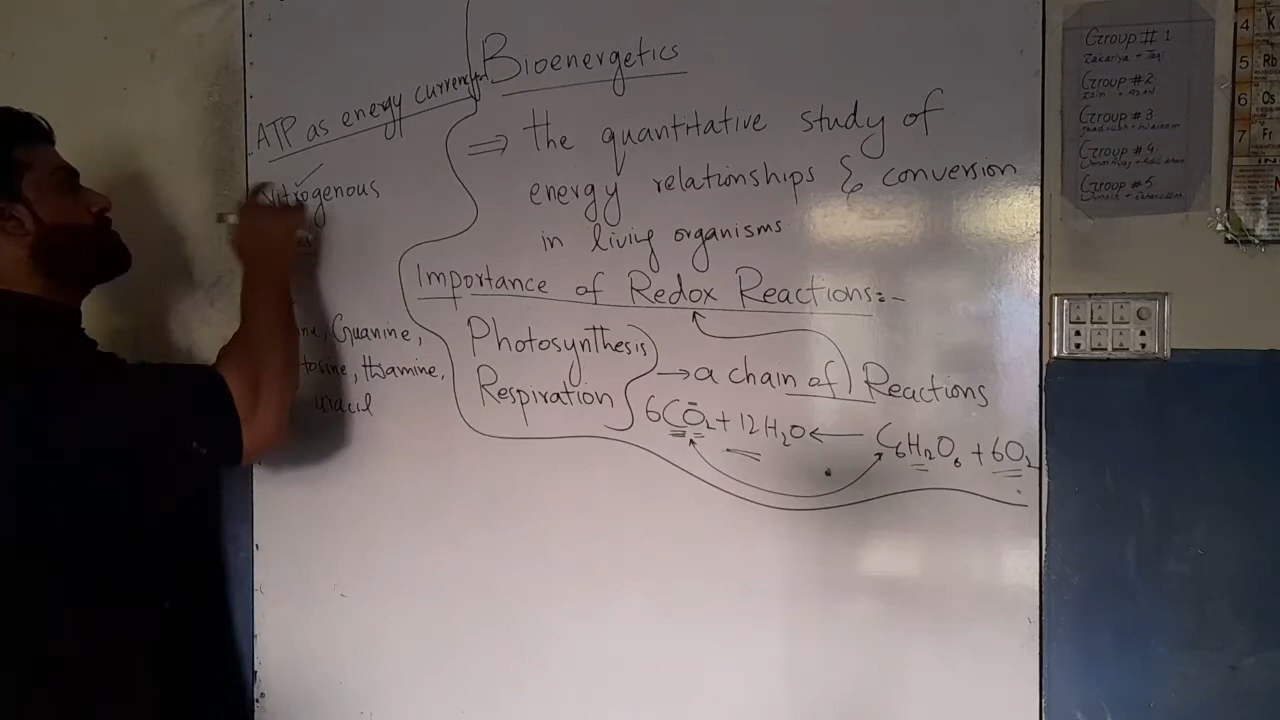 Bioenergetics
⇒ the quantitative study of
energy relationships & conversion
in living organisms
Importance of Redox Reactions:-
Photosynthesis
Respiration
→ a chain of Reactions
6CO₂ + 12H₂O ← C₆H₁₂O₆ + 6O₂
ATP as energy currency
Nitrogenous
Guanine,
thiamine,
uracil
Group # 1
Zakariya + Taqi
Group #2
Group #3
Group #4
Group #5
4 K
5 Rb
6 Os
7 Fr